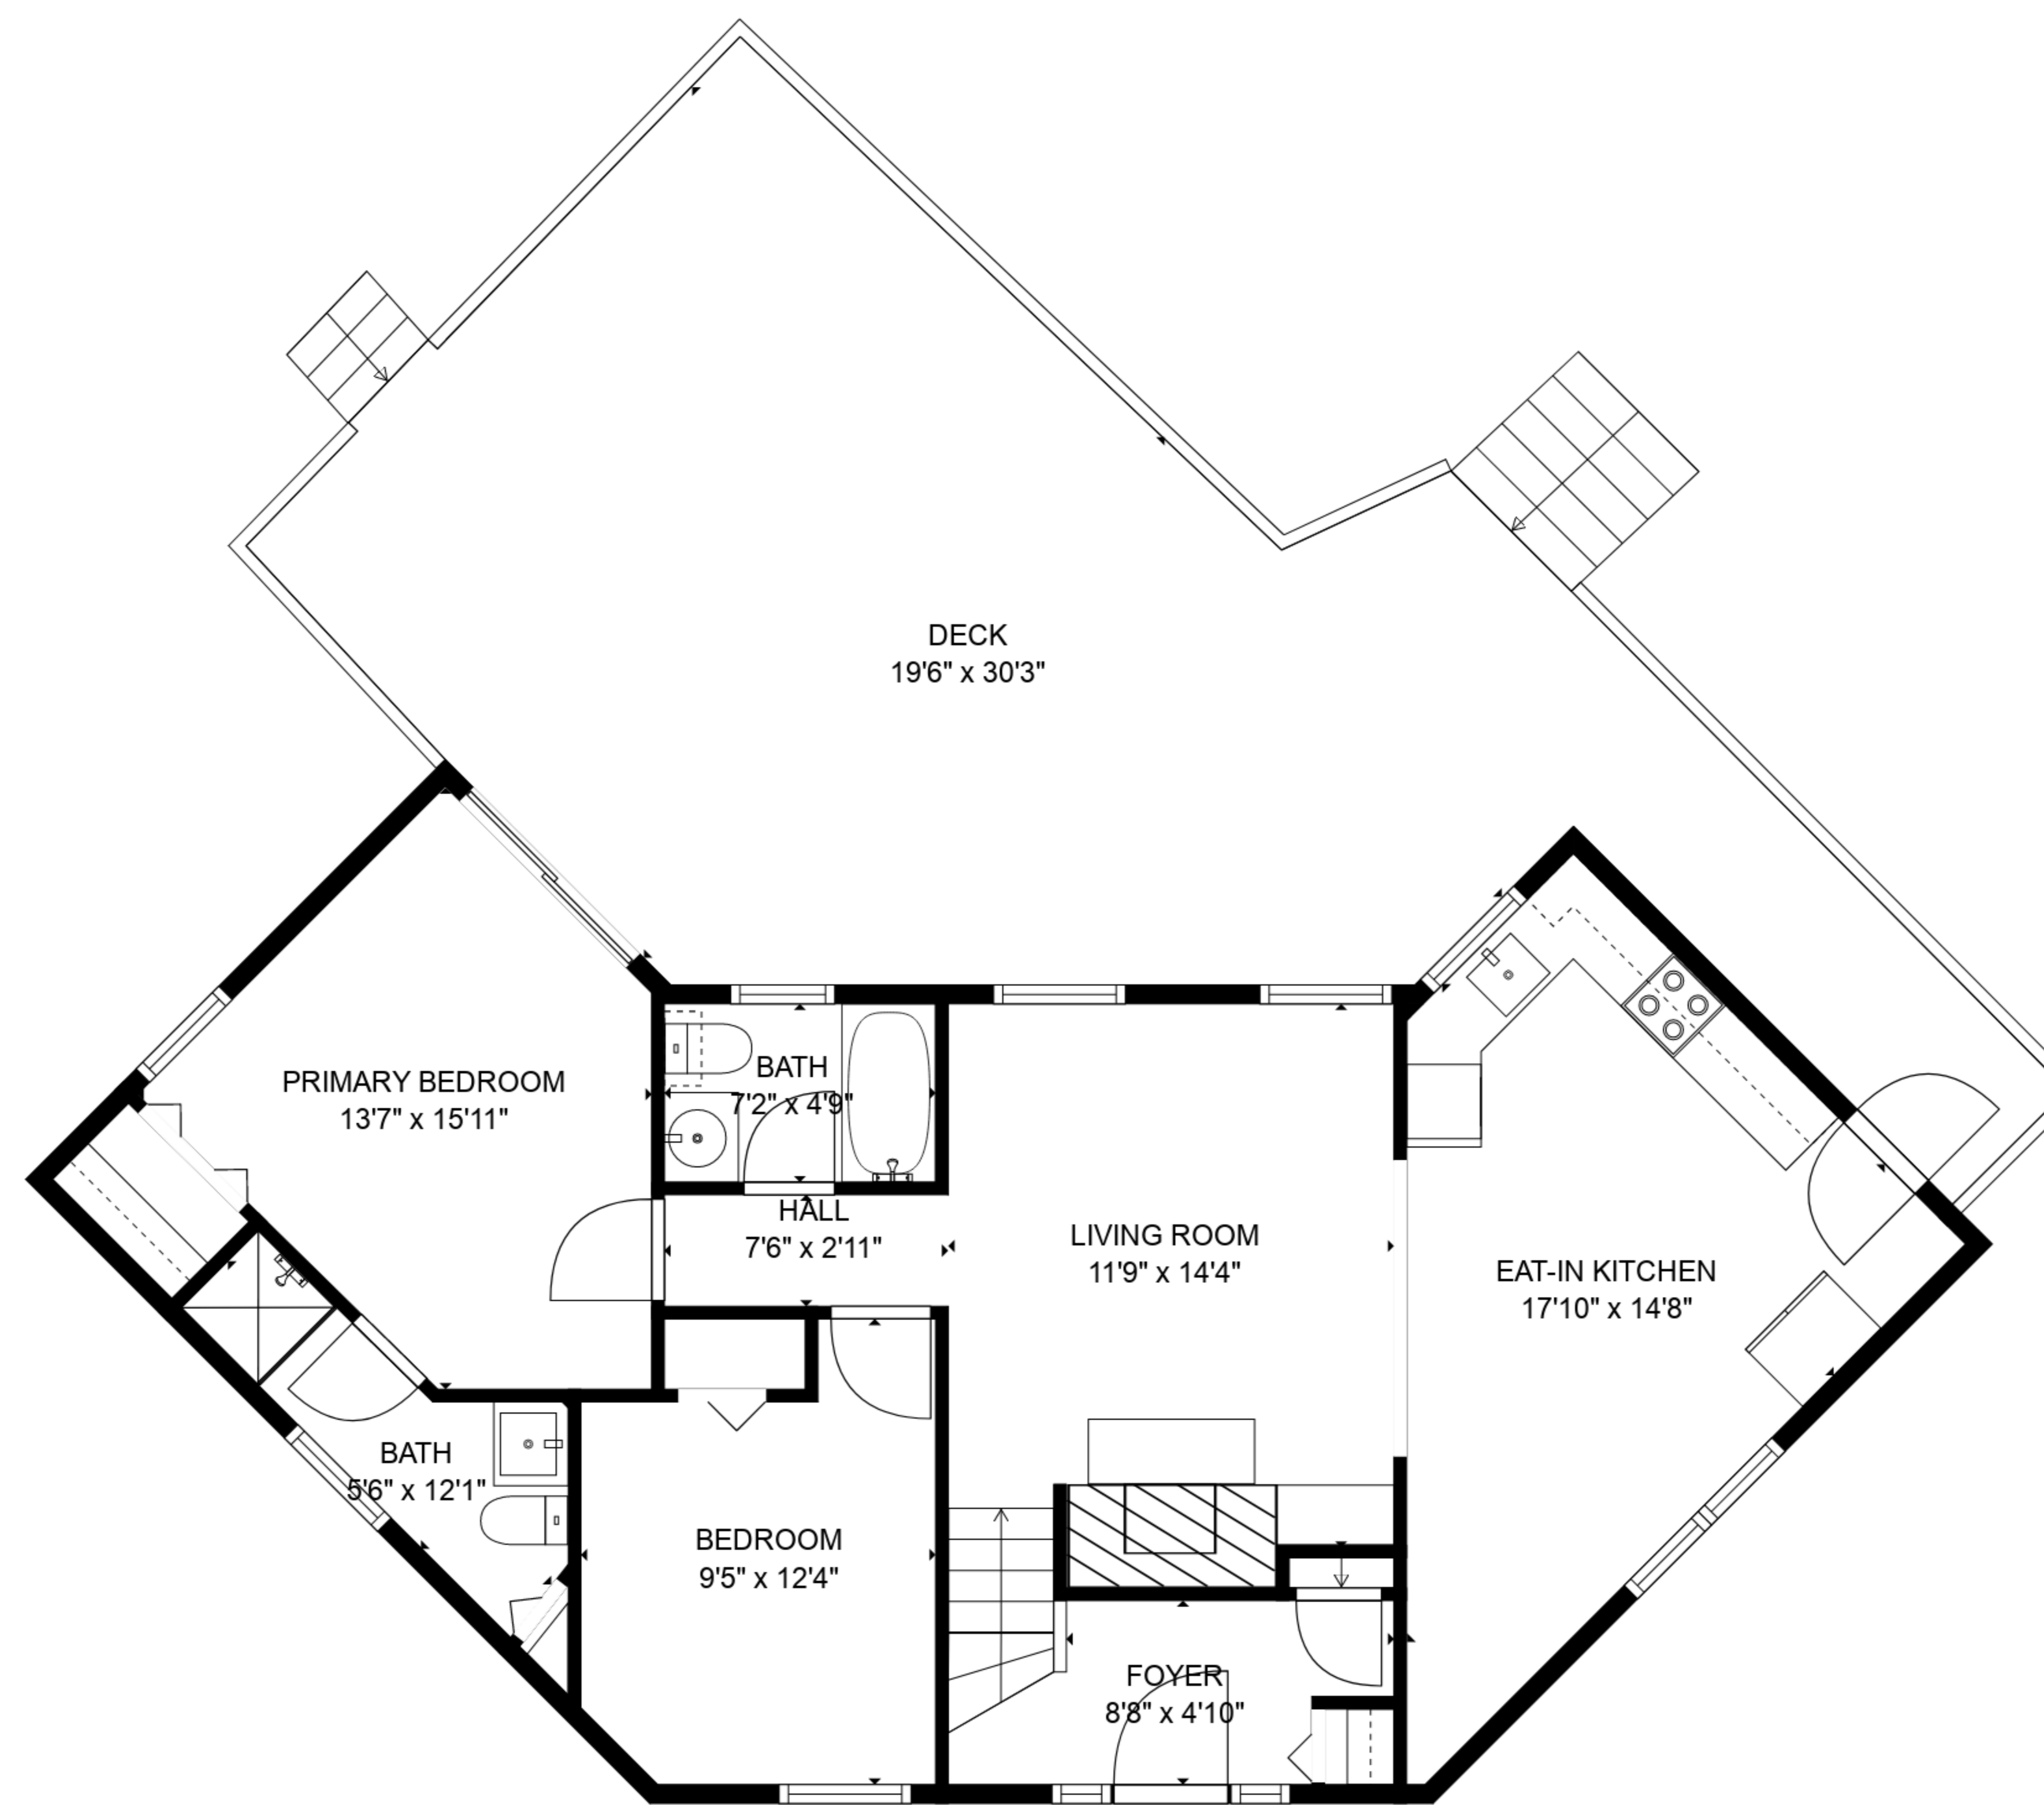 DECK
19'6" x 30'3"
PRIMARY BEDROOM
13'7" x 15'11"
BATH
7'2" x 4'9"
HALL
7'6" x 2'11"
LIVING ROOM
11'9" x 14'4"
EAT-IN KITCHEN
17'10" x 14'8"
BATH
5'6" x 12'1"
BEDROOM
9'5" x 12'4"
FOYER
8'8" x 4'10"